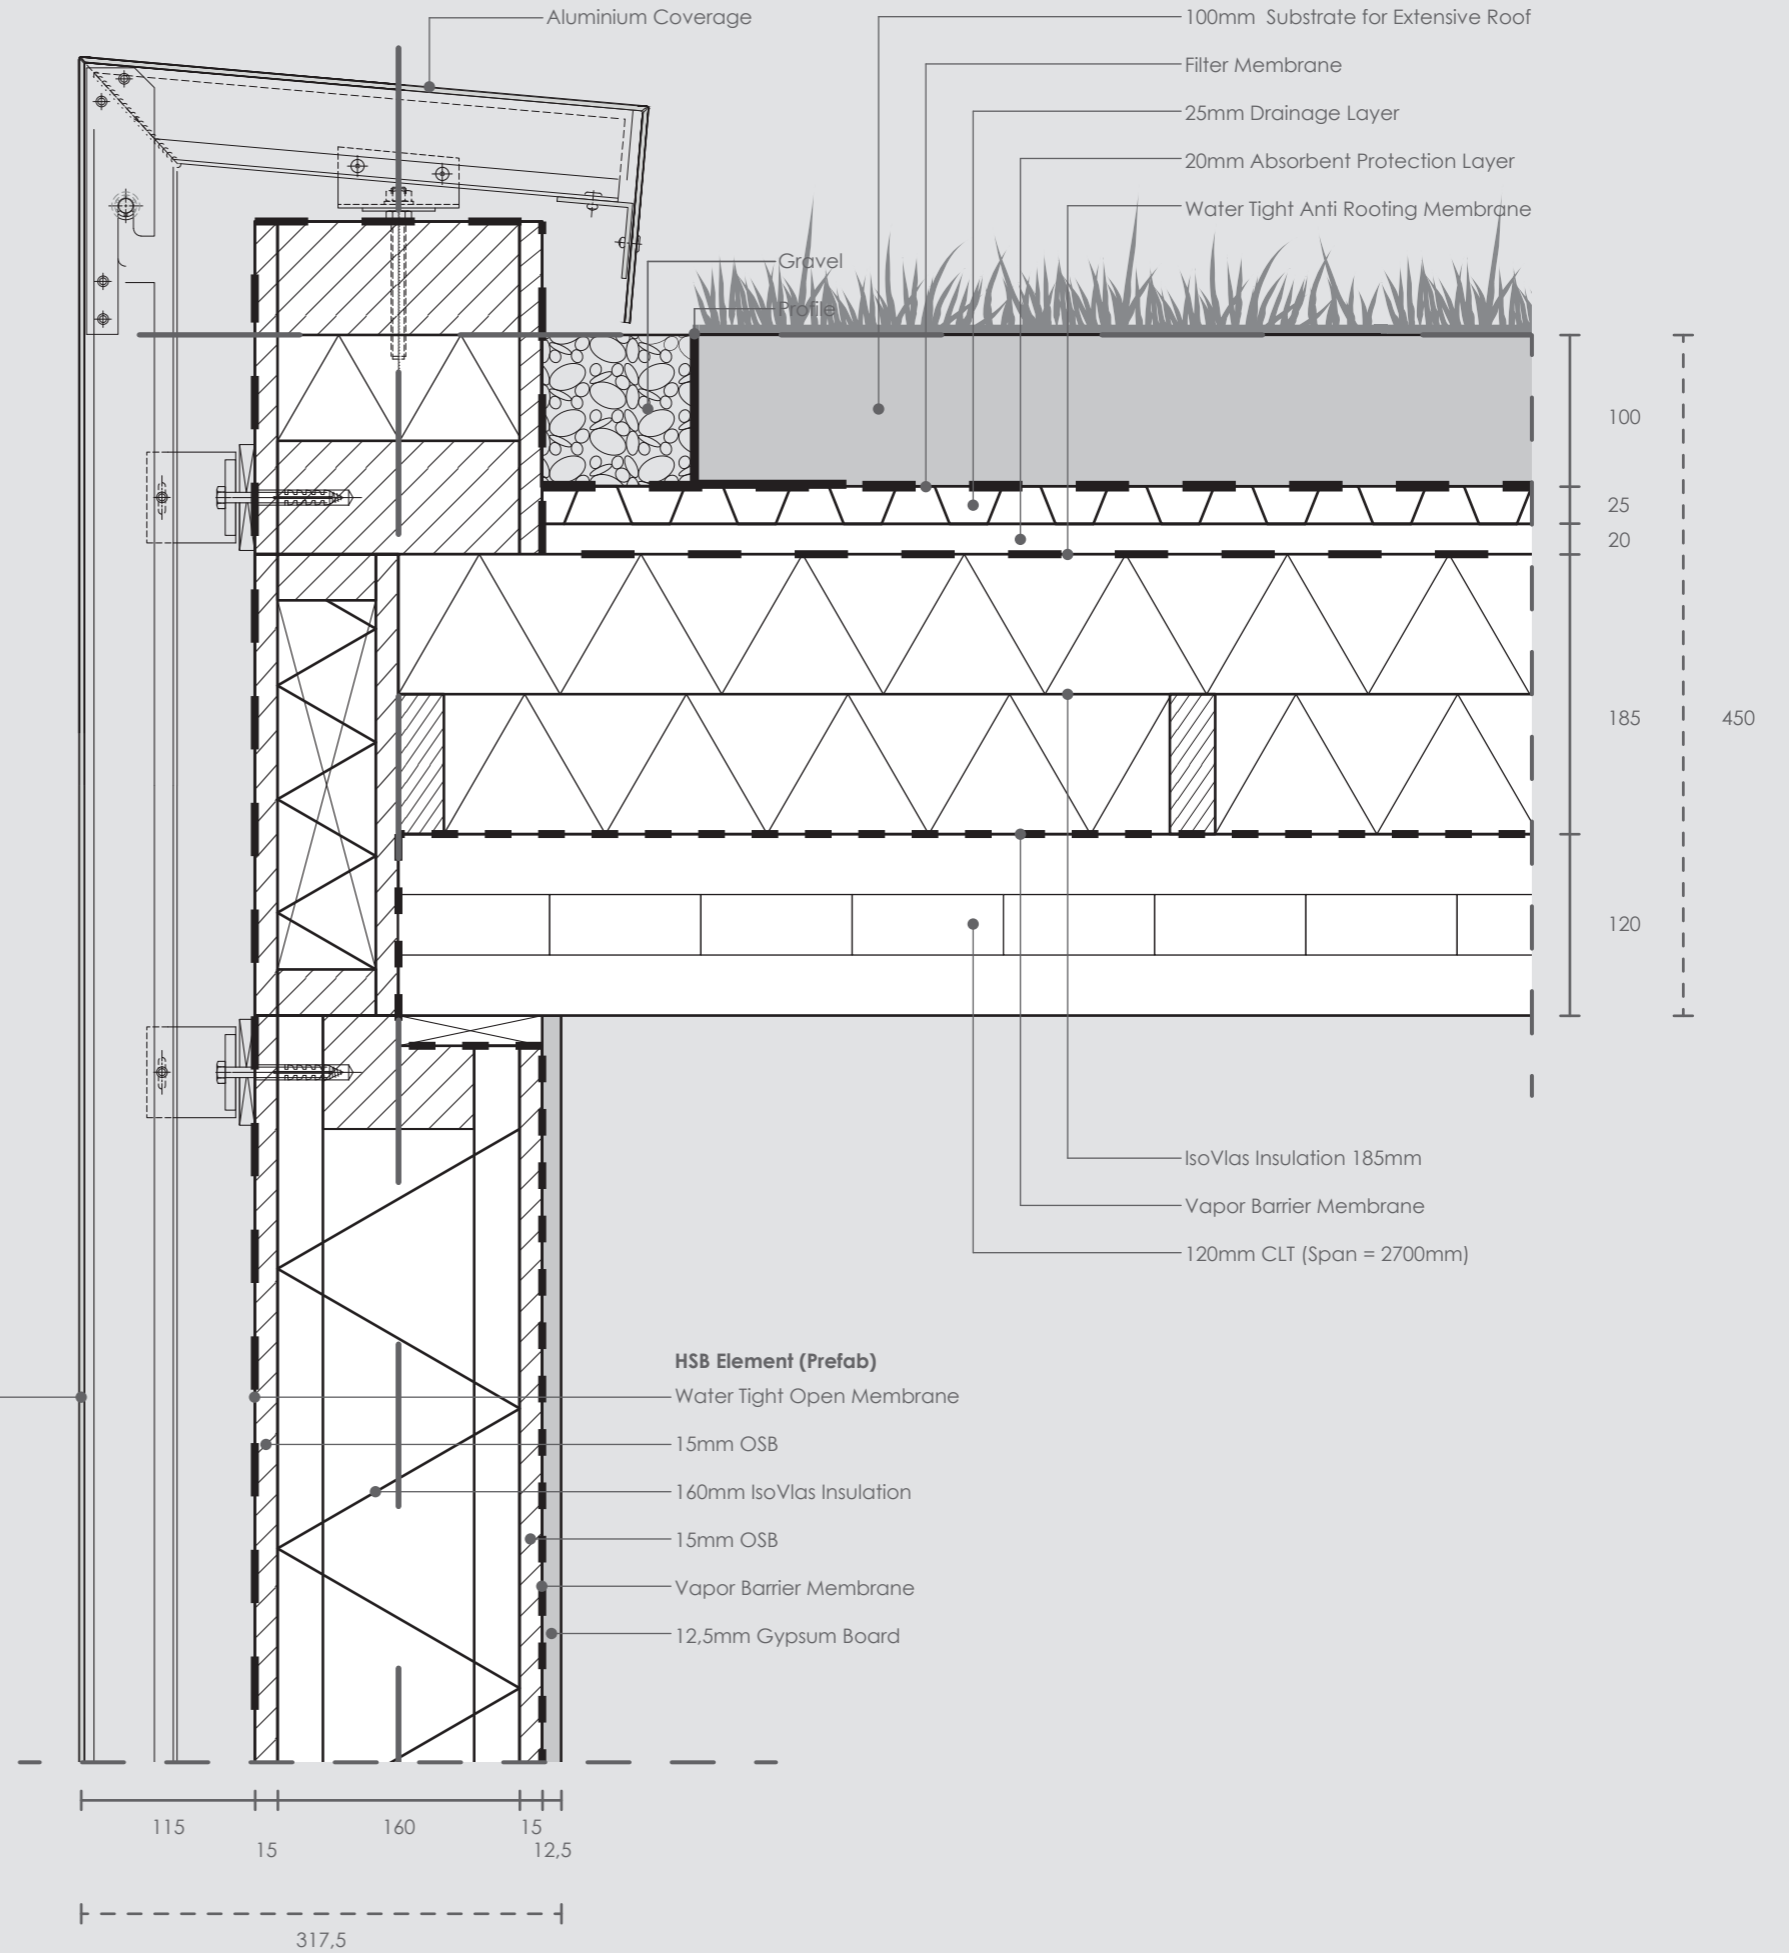 Aluminium Coverage
100mm  Substrate for Extensive Roof
Filter Membrane
25mm Drainage Layer
20mm Absorbent Protection Layer
Water Tight Anti Rooting Membrane
Gravel
Profile
100
25
20
185
450
120
IsoVlas Insulation 185mm
Vapor Barrier Membrane
120mm CLT (Span = 2700mm)
HSB Element (Prefab)
Water Tight Open Membrane
15mm OSB
160mm IsoVlas Insulation
15mm OSB
Vapor Barrier Membrane
12,5mm Gypsum Board
115
160
15
15
12,5
317,5